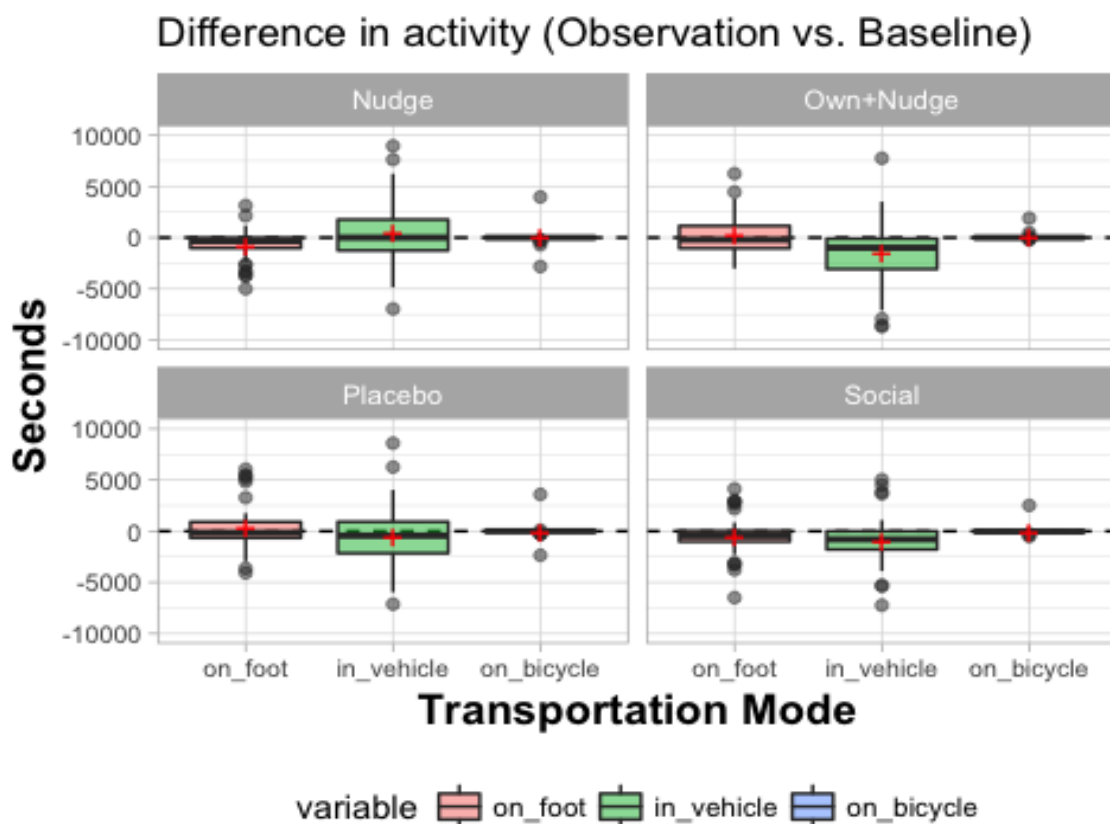 Difference in activity (Observation vs. Baseline)
Nudge
Own+Nudge
10000
5000
0
-5000
-10000
Placebo
Social
10000
5000
0
-5000
-10000
Seconds
on_foot in_vehicle on_bicycle
on_foot in_vehicle on_bicycle
Transportation Mode
variable on_foot in_vehicle on_bicycle